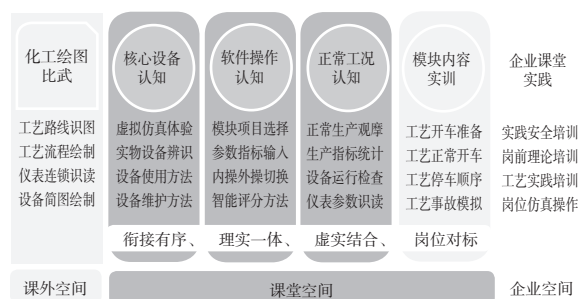 化工绘图
比武
工艺路线识图
工艺流程绘制
仪表连锁识读
设备简图绘制
核心设备
认知
虚拟仿真体验
实物设备辨识
设备使用方法
设备维护方法
软件操作
认知
模块项目选择
参数指标输入
内操外操切换
智能评分方法
正常工况
认知
正常生产观摩
生产指标统计
设备运行检查
仪表参数识读
模块内容
实训
工艺开车准备
工艺正常开车
工艺停车顺序
工艺事故模拟
企业课堂
实践
实践安全培训
岗前理论培训
工艺实践培训
岗位仿真操作
衔接有序、 理实一体、 虚实结合、 岗位对标
课外空间 课堂空间 企业空间